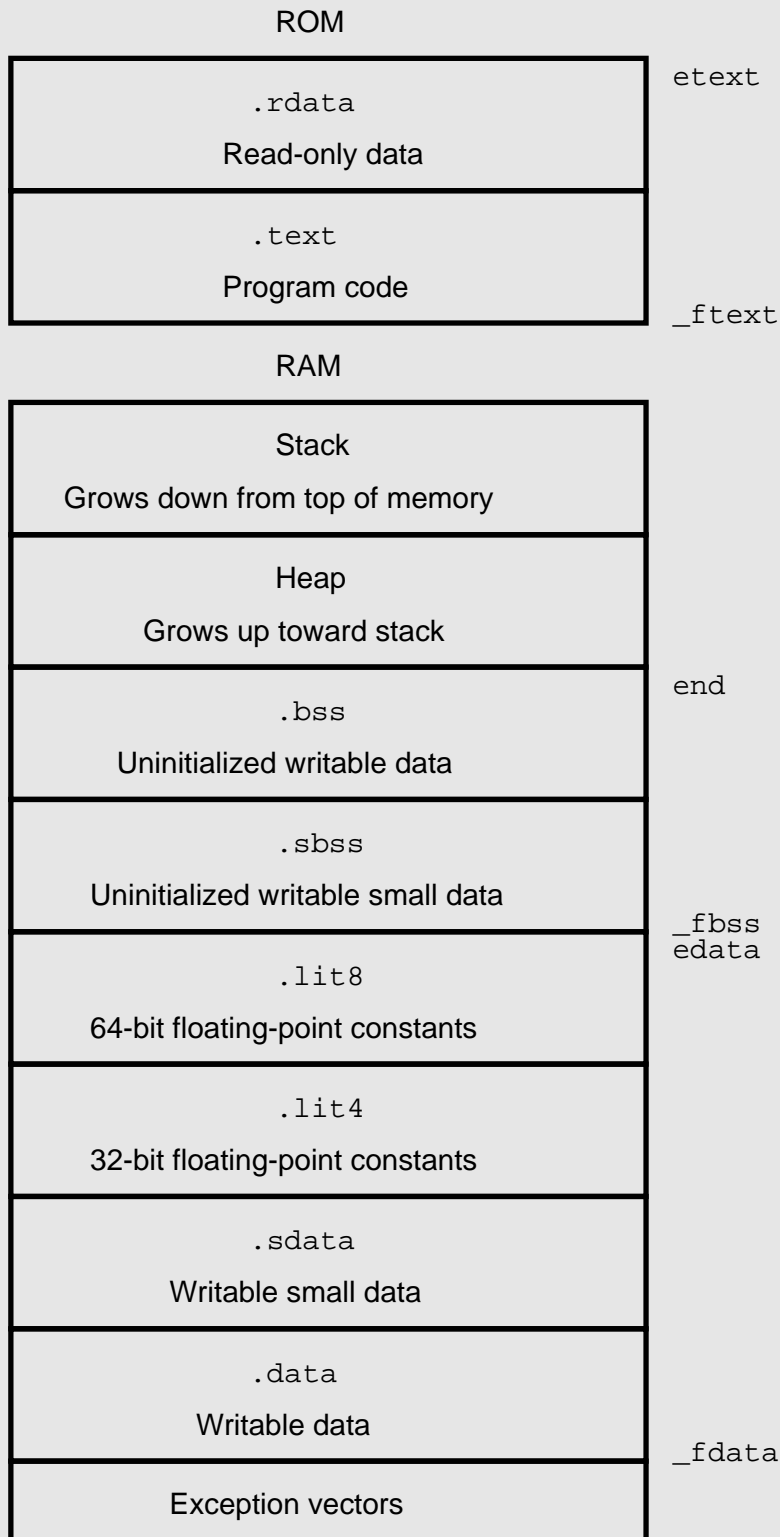 ROM
etext
.rdata
Read-only data
.text
Program code
_ftext
RAM
Stack
Grows down from top of memory
Heap
Grows up toward stack
end
.bss
Uninitialized writable data
.sbss
Uninitialized writable small data
_fbss
edata
.lit8
64-bit floating-point constants
.lit4
32-bit floating-point constants
.sdata
Writable small data
.data
Writable data
_fdata
Exception vectors